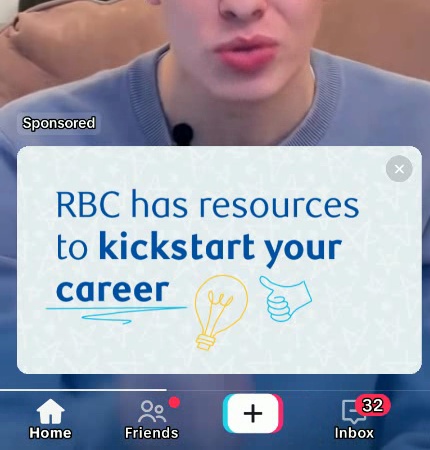 Sponsored
RBC has resources
to kickstart your
career
Home
Friends
32
Inbox